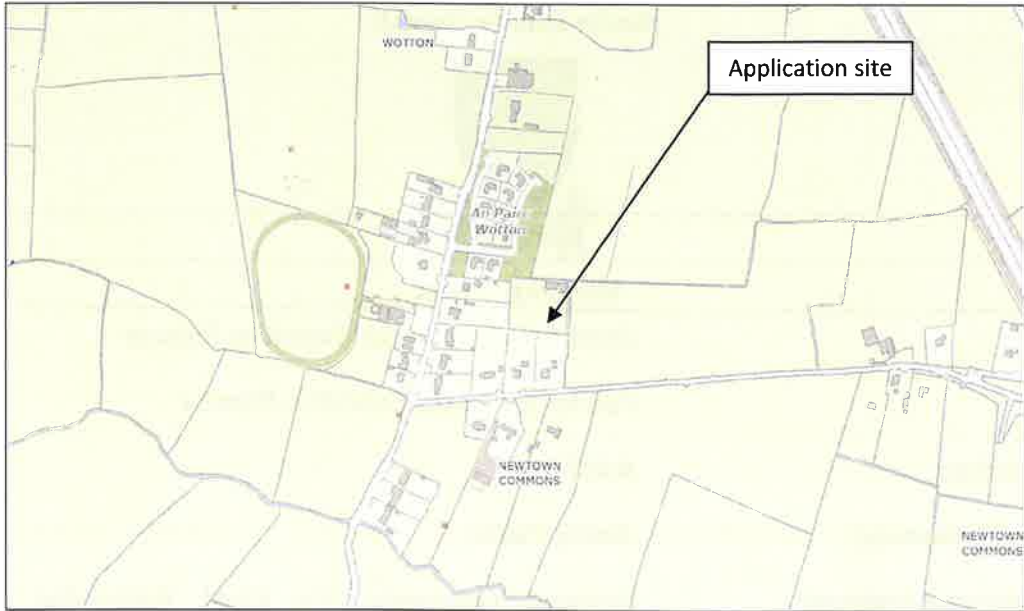 WOTTON
Application site
An Pairc
Wotton
NEWTOWN
COMMONS
NEWTOWN
COMMONS